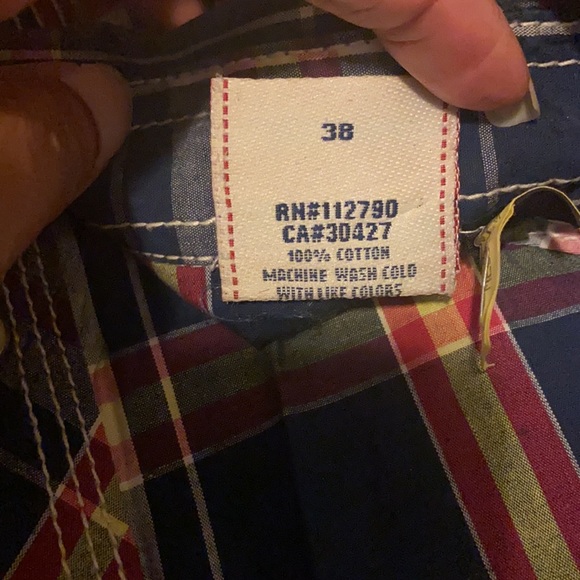 38
RN#112790
CA#30427
100% COTTON
MACHINE WASH COLD
WITH LIKE COLORS